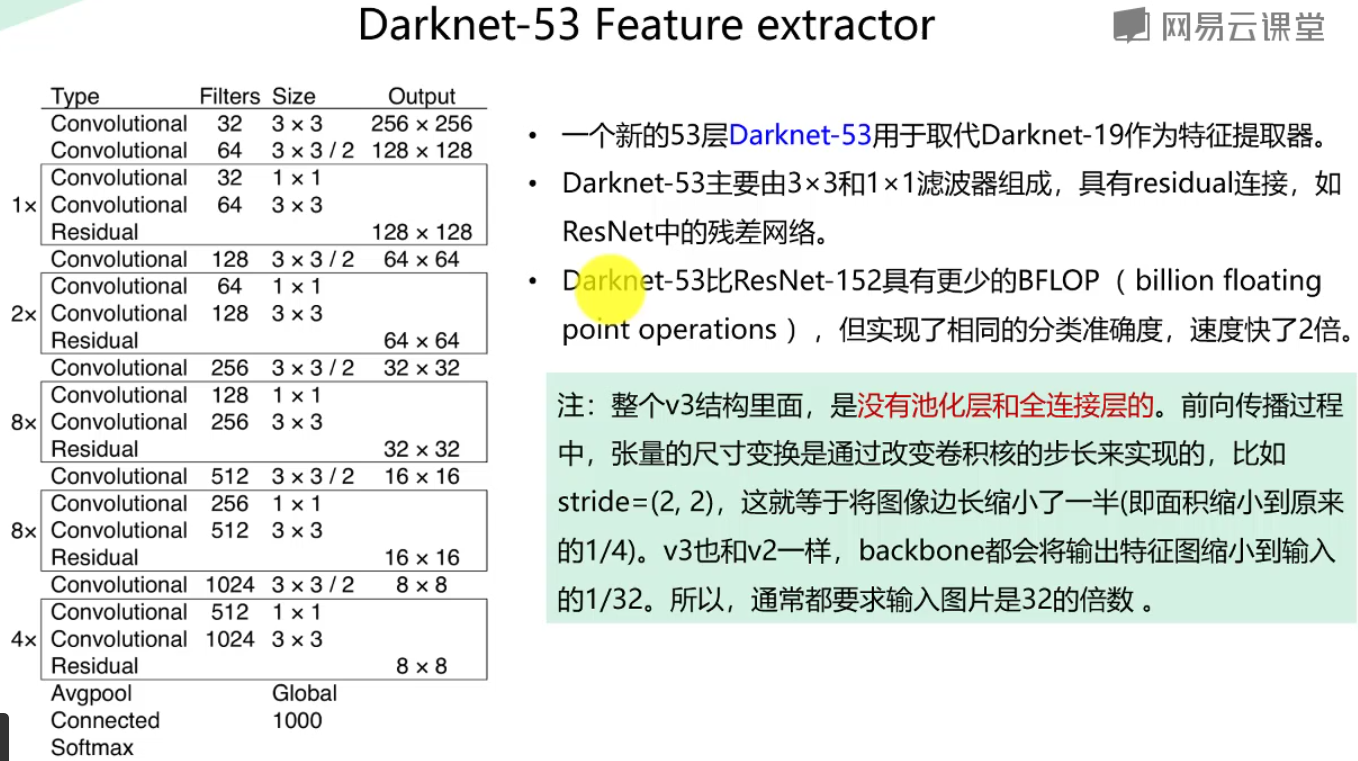 Darknet-53 Feature extractor
网易云课堂
Type Filters Size Output
Convolutional 32 3 × 3 256 × 256
Convolutional 64 3 × 3 / 2 128 × 128
Convolutional 32 1 × 1
1× Convolutional 64 3 × 3
Residual 128 × 128
Convolutional 128 3 × 3 / 2 64 × 64
Convolutional 64 1 × 1
2× Convolutional 128 3 × 3
Residual 64 × 64
Convolutional 256 3 × 3 / 2 32 × 32
Convolutional 128 1 × 1
8× Convolutional 256 3 × 3
Residual 32 × 32
Convolutional 512 3 × 3 / 2 16 × 16
Convolutional 256 1 × 1
8× Convolutional 512 3 × 3
Residual 16 × 16
Convolutional 1024 3 × 3 / 2 8 × 8
Convolutional 512 1 × 1
4× Convolutional 1024 3 × 3
Residual 8 × 8
Avgpool Global
Connected 1000
Softmax
• 一个新的53层Darknet-53用于取代Darknet-19作为特征提取器。
• Darknet-53主要由3×3和1×1滤波器组成，具有residual连接，如
ResNet中的残差网络。
• Darknet-53比ResNet-152具有更少的BFLOP（ billion floating
point operations ），但实现了相同的分类准确度，速度快了2倍。
注：整个v3结构里面，是没有池化层和全连接层的。前向传播过程
中，张量的尺寸变换是通过改变卷积核的步长来实现的，比如
stride=(2, 2)，这就等于将图像边长缩小了一半(即面积缩小到原来
的1/4)。v3也和v2一样，backbone都会将输出特征图缩小到输入
的1/32。所以，通常都要求输入图片是32的倍数 。